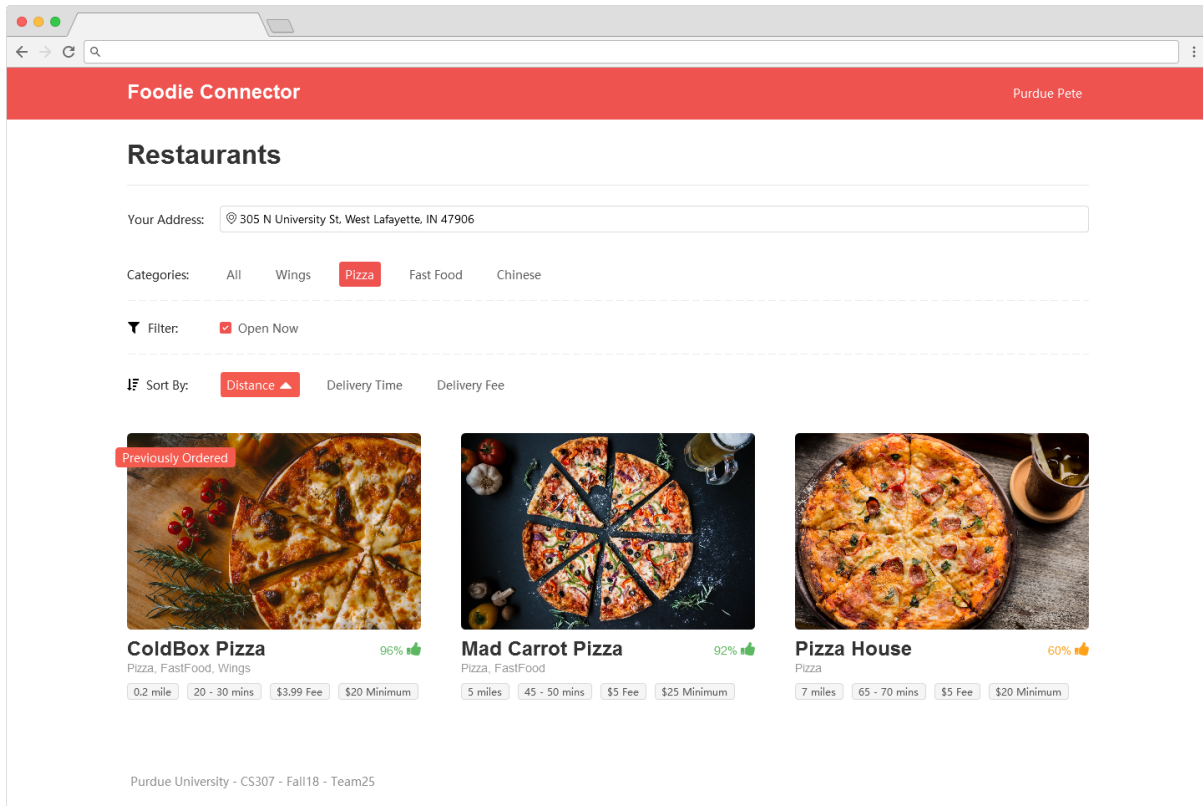 Foodie Connector
Purdue Pete
Restaurants
Your Address: 305 N University St, West Lafayette, IN 47906
Categories: All Wings Pizza Fast Food Chinese
Filter: Open Now
Sort By: Distance Delivery Time Delivery Fee
Previously Ordered
ColdBox Pizza 96%
Pizza, FastFood, Wings
0.2 mile 20 - 30 mins $3.99 Fee $20 Minimum
Mad Carrot Pizza 92%
Pizza, FastFood
5 miles 45 - 50 mins $5 Fee $25 Minimum
Pizza House 60%
Pizza
7 miles 65 - 70 mins $5 Fee $20 Minimum
Purdue University - CS307 - Fall18 - Team25